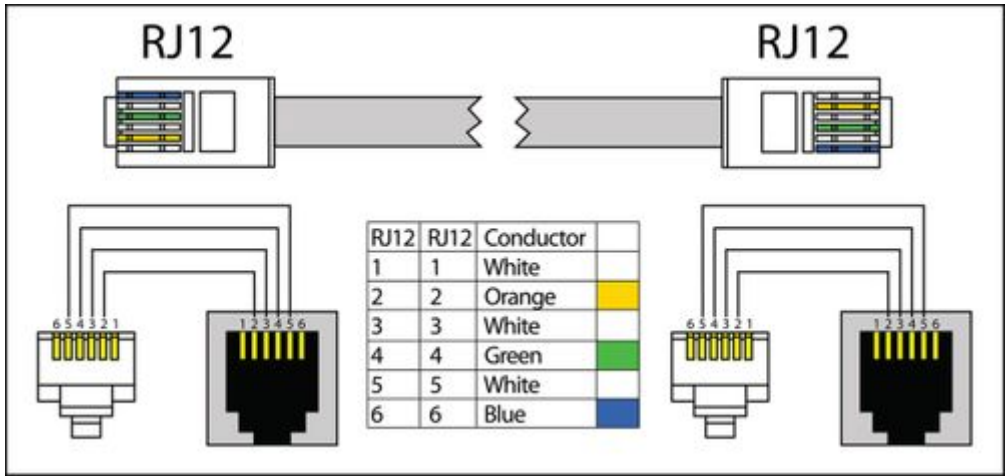 RJ12
RJ12
RJ12 RJ12 Conductor
1 1 White
2 2 Orange
3 3 White
4 4 Green
5 5 White
6 6 Blue
6 5 4 3 2 1
1 2 3 4 5 6
6 5 4 3 2 1
1 2 3 4 5 6